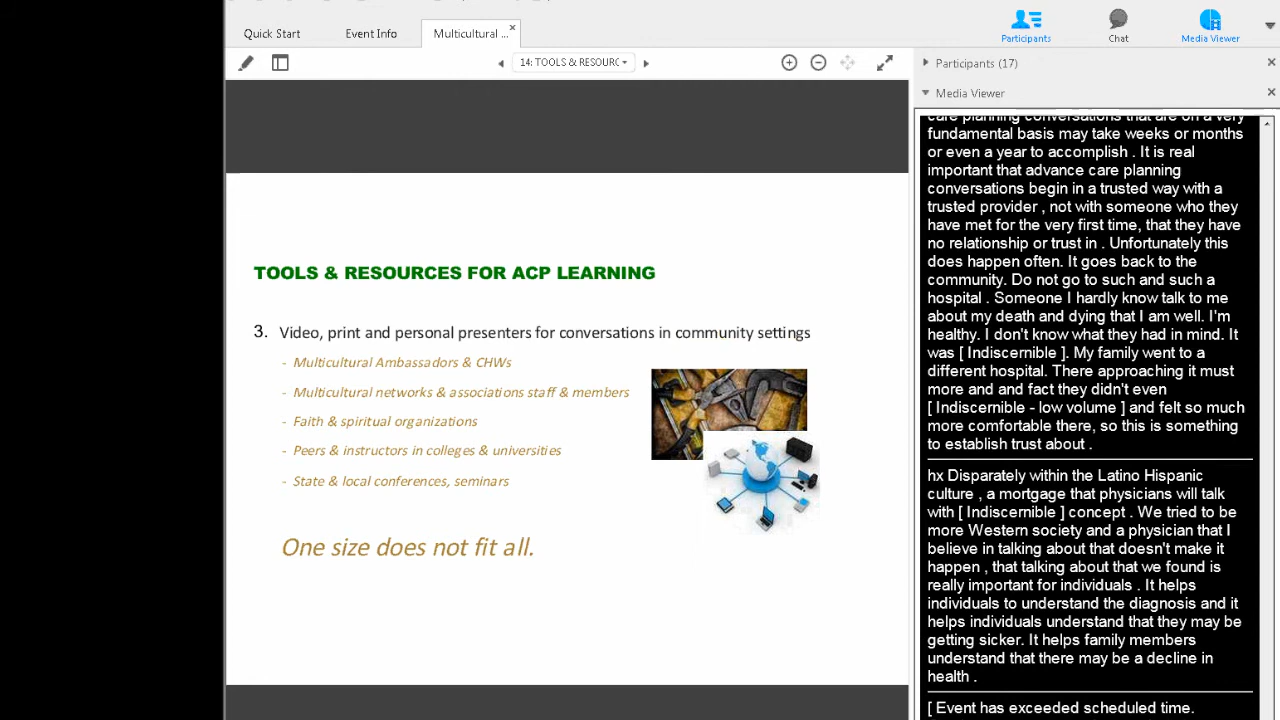 Quick Start
Event Info
Multicultural ...
Participants
Chat
Media Viewer
14: TOOLS & RESOURC
Participants (17)
Media Viewer
TOOLS & RESOURCES FOR ACP LEARNING
3. Video, print and personal presenters for conversations in community settings
- Multicultural Ambassadors & CHWs
- Multicultural networks & associations staff & members
- Faith & spiritual organizations
- Peers & instructors in colleges & universities
- State & local conferences, seminars
One size does not fit all.
care planning conversations that are on a very
fundamental basis may take weeks or months
or even a year to accomplish . It is real
important that advance care planning
conversations begin in a trusted way with a
trusted provider , not with someone who they
have met for the very first time, that they have
no relationship or trust in . Unfortunately this
does happen often. It goes back to the
community. Do not go to such and such a
hospital . Someone I hardly know talk to me
about my death and dying that I am well. I'm
healthy. I don't know what they had in mind. It
was [ Indiscernible ]. My family went to a
different hospital. There approaching it must
more and and fact they didn't even
[ Indiscernible - low volume ] and felt so much
more comfortable there, so this is something
to establish trust about .
hx Disparately within the Latino Hispanic
culture , a mortgage that physicians will talk
with [ Indiscernible ] concept . We tried to be
more Western society and a physician that I
believe in talking about that doesn't make it
happen , that talking about that we found is
really important for individuals . It helps
individuals to understand the diagnosis and it
helps individuals understand that they may be
getting sicker. It helps family members
understand that there may be a decline in
health .
[ Event has exceeded scheduled time.